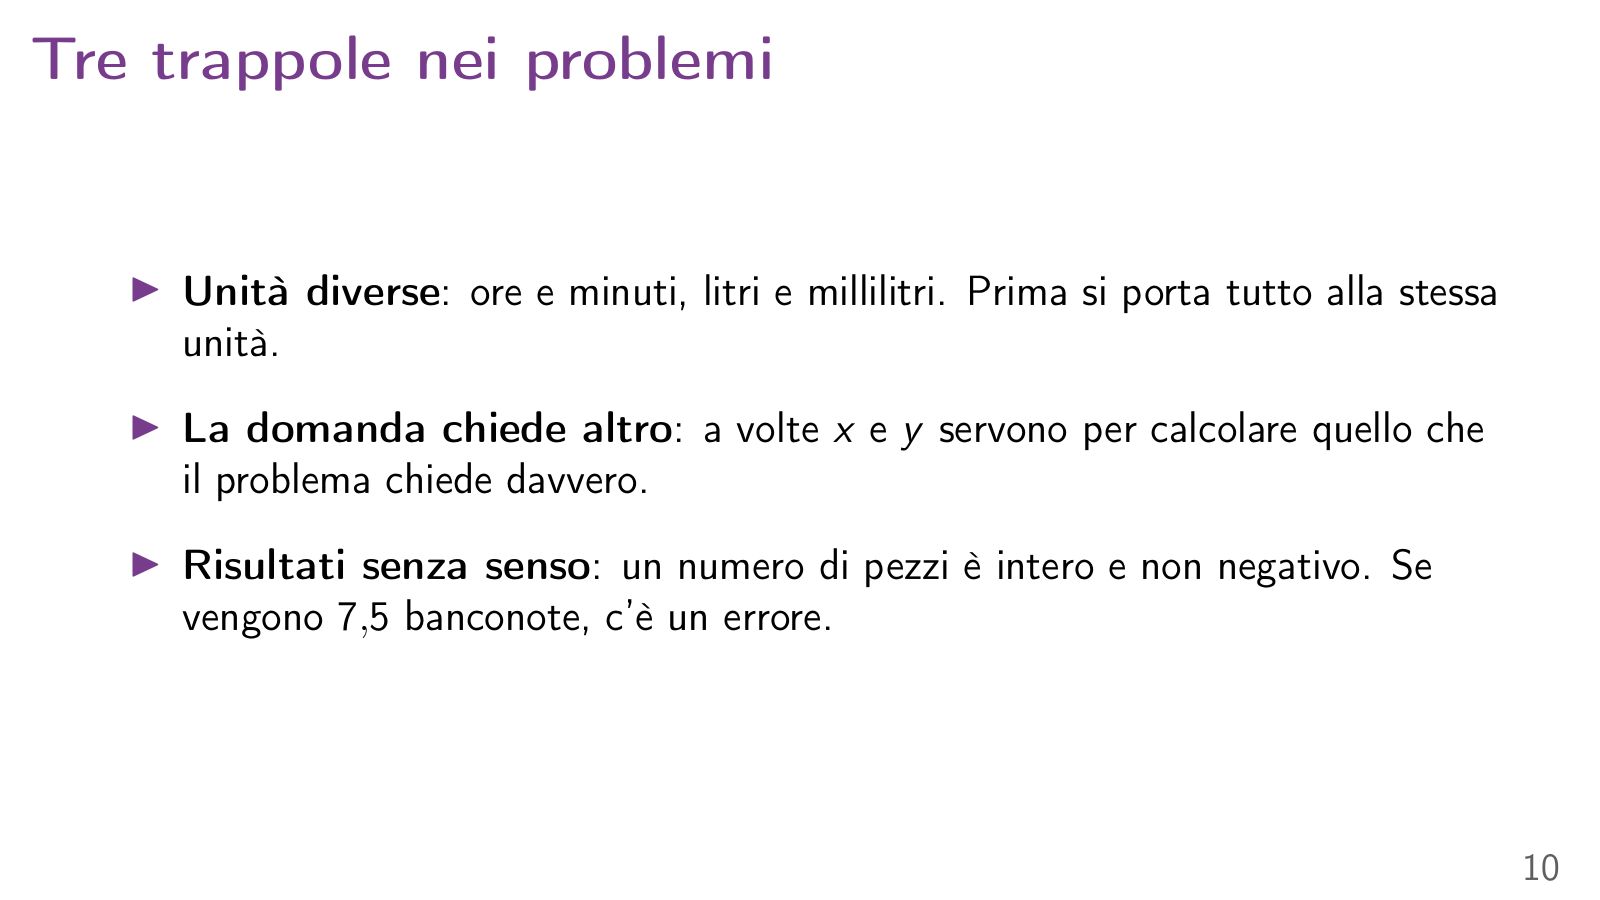 Tre trappole nei problemi
▶ Unità diverse: ore e minuti, litri e millilitri. Prima si porta tutto alla stessa
unità.
▶ La domanda chiede altro: a volte x e y servono per calcolare quello che
il problema chiede davvero.
▶ Risultati senza senso: un numero di pezzi è intero e non negativo. Se
vengono 7,5 banconote, c'è un errore.
10